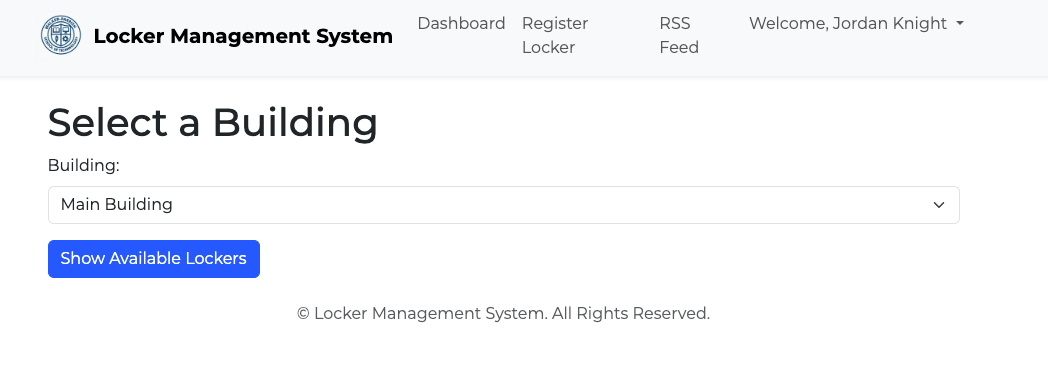 Locker Management System
Dashboard
Register
Locker
RSS
Feed
Welcome, Jordan Knight
Select a Building
Building:
Main Building
Show Available Lockers
© Locker Management System. All Rights Reserved.